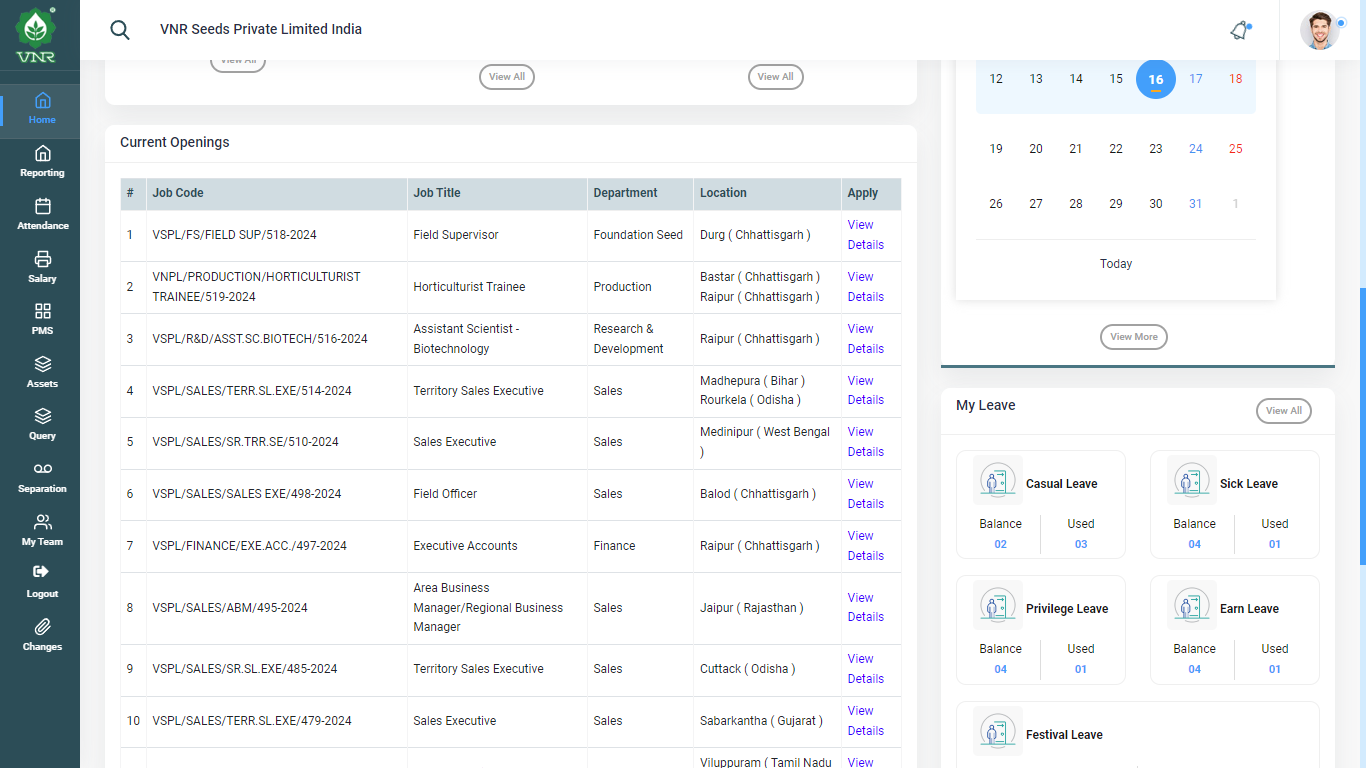 VNR
VNR Seeds Private Limited India
Home
Reporting
Attendance
Salary
PMS
Assets
Query
Separation
My Team
Logout
Changes
View All
View All
View All
Current Openings
# Job Code Job Title Department Location Apply
1 VSPL/FS/FIELD SUP/518-2024 Field Supervisor Foundation Seed Durg ( Chhattisgarh ) View Details
2 VNPL/PRODUCTION/HORTICULTURIST TRAINEE/519-2024 Horticulturist Trainee Production Bastar ( Chhattisgarh ) Raipur ( Chhattisgarh ) View Details
3 VSPL/R&D/ASST.SC.BIOTECH/516-2024 Assistant Scientist - Biotechnology Research & Development Raipur ( Chhattisgarh ) View Details
4 VSPL/SALES/TERR.SL.EXE/514-2024 Territory Sales Executive Sales Madhepura ( Bihar ) Rourkela ( Odisha ) View Details
5 VSPL/SALES/SR.TRR.SE/510-2024 Sales Executive Sales Medinipur ( West Bengal ) View Details
6 VSPL/SALES/SALES EXE/498-2024 Field Officer Sales Balod ( Chhattisgarh ) View Details
7 VSPL/FINANCE/EXE.ACC./497-2024 Executive Accounts Finance Raipur ( Chhattisgarh ) View Details
8 VSPL/SALES/ABM/495-2024 Area Business Manager/Regional Business Manager Sales Jaipur ( Rajasthan ) View Details
9 VSPL/SALES/SR.SL.EXE/485-2024 Territory Sales Executive Sales Cuttack ( Odisha ) View Details
10 VSPL/SALES/TERR.SL.EXE/479-2024 Sales Executive Sales Sabarkantha ( Gujarat ) View Details
Viluppuram ( Tamil Nadu View
12 13 14 15 16 17 18
19 20 21 22 23 24 25
26 27 28 29 30 31 1
Today
View More
My Leave
View All
Casual Leave
Balance Used
02 03
Sick Leave
Balance Used
04 01
Privilege Leave
Balance Used
04 01
Earn Leave
Balance Used
04 01
Festival Leave